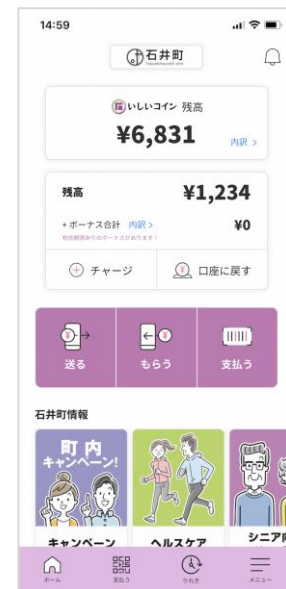 14:59
石井町
いしいコイン 残高
¥6,831
内訳 >
残高 ¥1,234
+ ボーナス合計 内訳 > ¥0
有効期限ありのボーナスがあります!
チャージ 口座に戻す
送る もらう 支払う
石井町情報
町内
キャンペーン!
キャンペーン ヘルスケア シニア向
ホーム 支払う りれき メニュー